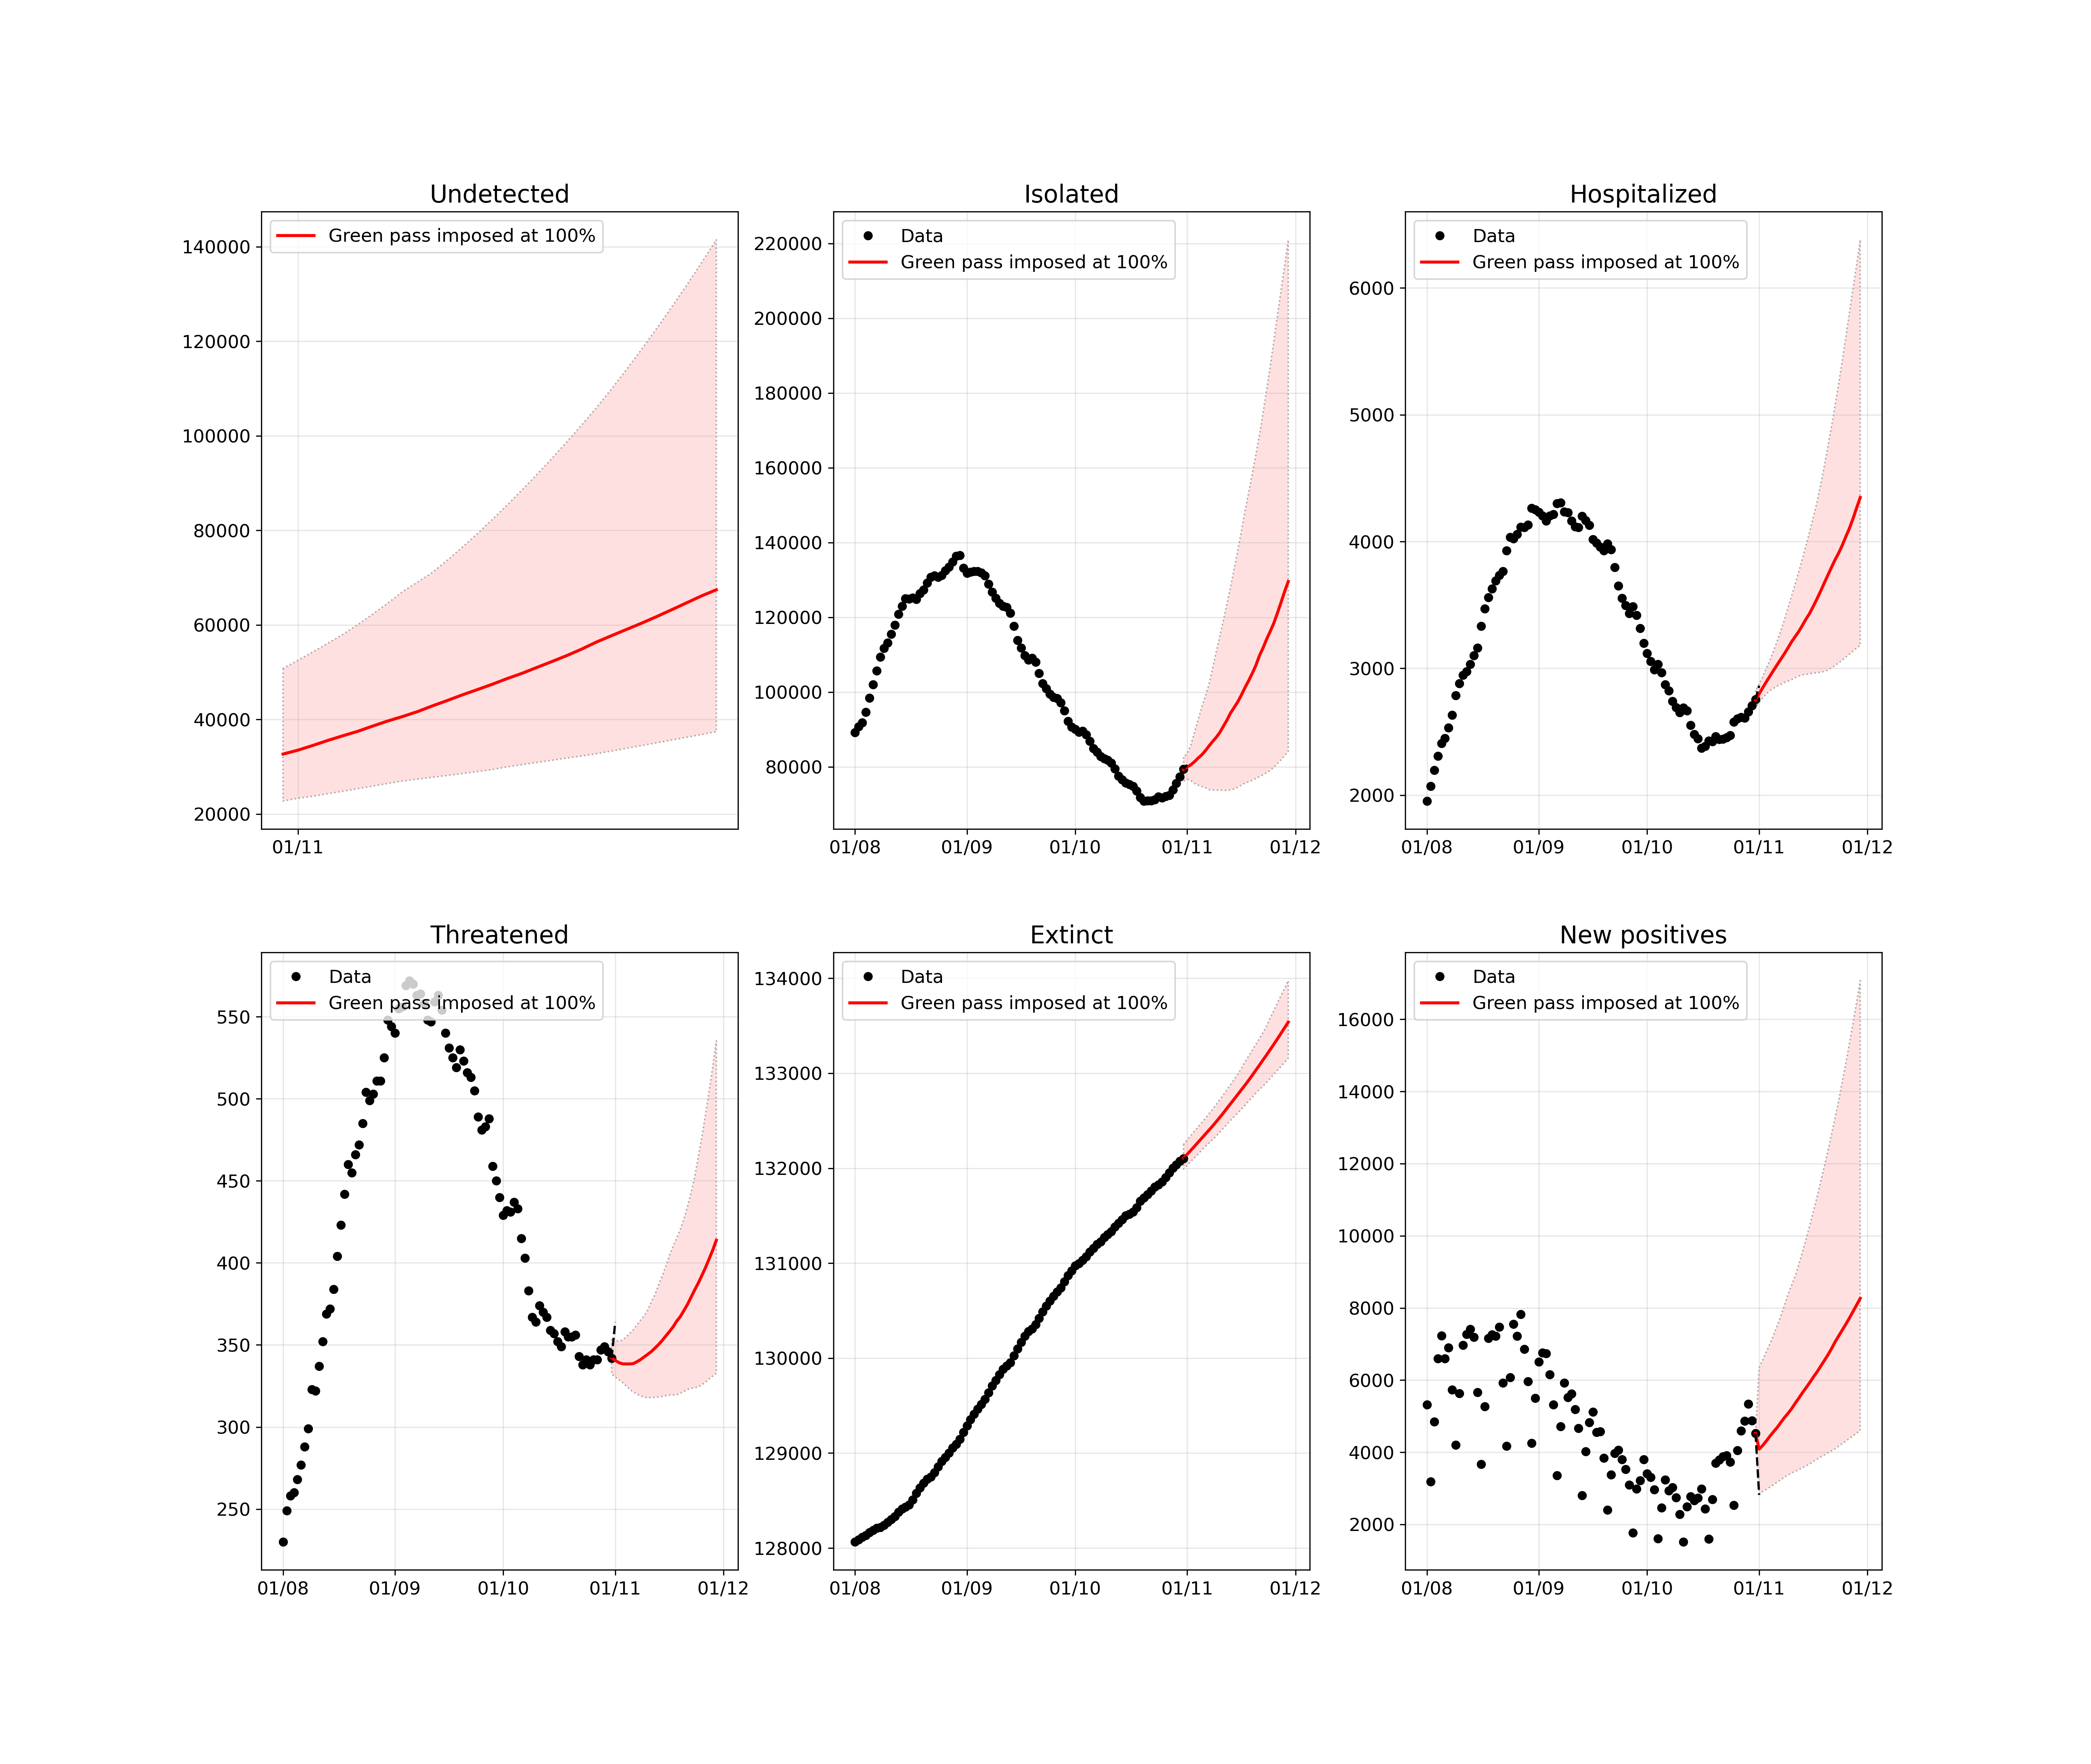 Undetected
Green pass imposed at 100%
140000
120000
100000
80000
60000
40000
20000
01/11
Isolated
Data
Green pass imposed at 100%
220000
200000
180000
160000
140000
120000
100000
80000
01/08 01/09 01/10 01/11 01/12
Hospitalized
Data
Green pass imposed at 100%
6000
5000
4000
3000
2000
01/08 01/09 01/10 01/11 01/12
Threatened
Data
Green pass imposed at 100%
550
500
450
400
350
300
250
01/08 01/09 01/10 01/11 01/12
Extinct
Data
Green pass imposed at 100%
134000
133000
132000
131000
130000
129000
128000
01/08 01/09 01/10 01/11 01/12
New positives
Data
Green pass imposed at 100%
16000
14000
12000
10000
8000
6000
4000
2000
01/08 01/09 01/10 01/11 01/12